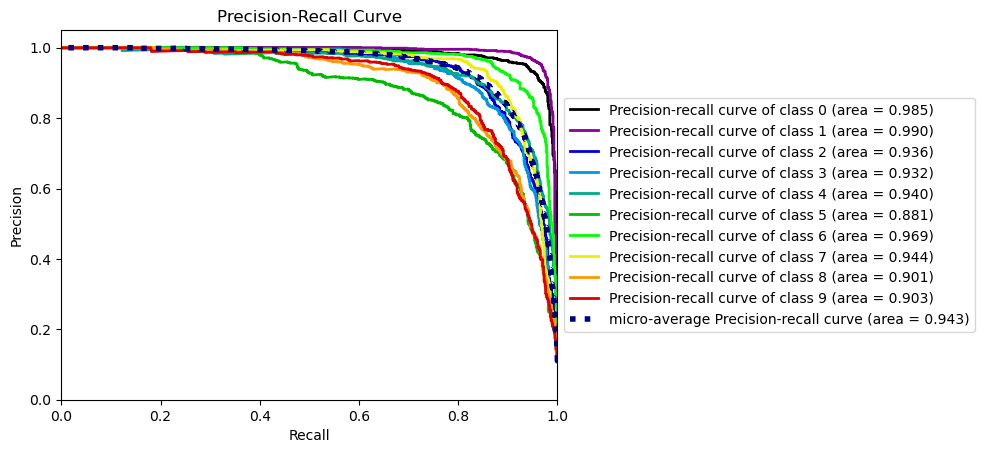 Precision-Recall Curve
1.0
0.8
0.6
0.4
0.2
0.0
Precision
0.0 0.2 0.4 0.6 0.8 1.0
Recall
Precision-recall curve of class 0 (area = 0.985)
Precision-recall curve of class 1 (area = 0.990)
Precision-recall curve of class 2 (area = 0.936)
Precision-recall curve of class 3 (area = 0.932)
Precision-recall curve of class 4 (area = 0.940)
Precision-recall curve of class 5 (area = 0.881)
Precision-recall curve of class 6 (area = 0.969)
Precision-recall curve of class 7 (area = 0.944)
Precision-recall curve of class 8 (area = 0.901)
Precision-recall curve of class 9 (area = 0.903)
micro-average Precision-recall curve (area = 0.943)